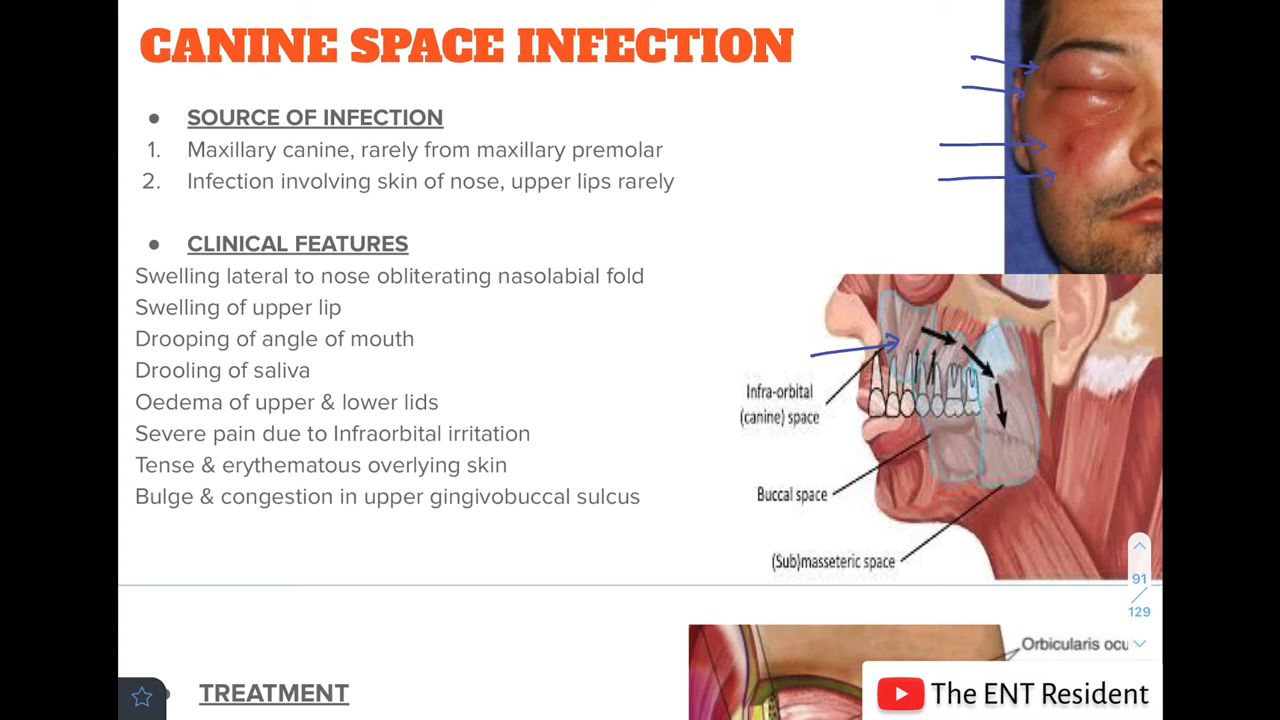 CANINE SPACE INFECTION
● SOURCE OF INFECTION
1. Maxillary canine, rarely from maxillary premolar
2. Infection involving skin of nose, upper lips rarely
● CLINICAL FEATURES
Swelling lateral to nose obliterating nasolabial fold
Swelling of upper lip
Drooping of angle of mouth
Drooling of saliva
Oedema of upper & lower lids
Severe pain due to Infraorbital irritation
Tense & erythematous overlying skin
Bulge & congestion in upper gingivobuccal sulcus
Infra-orbital
(canine) space
Buccal space
(Sub)masseteric space
91
129
Orbicularis ocu
TREATMENT
The ENT Resident